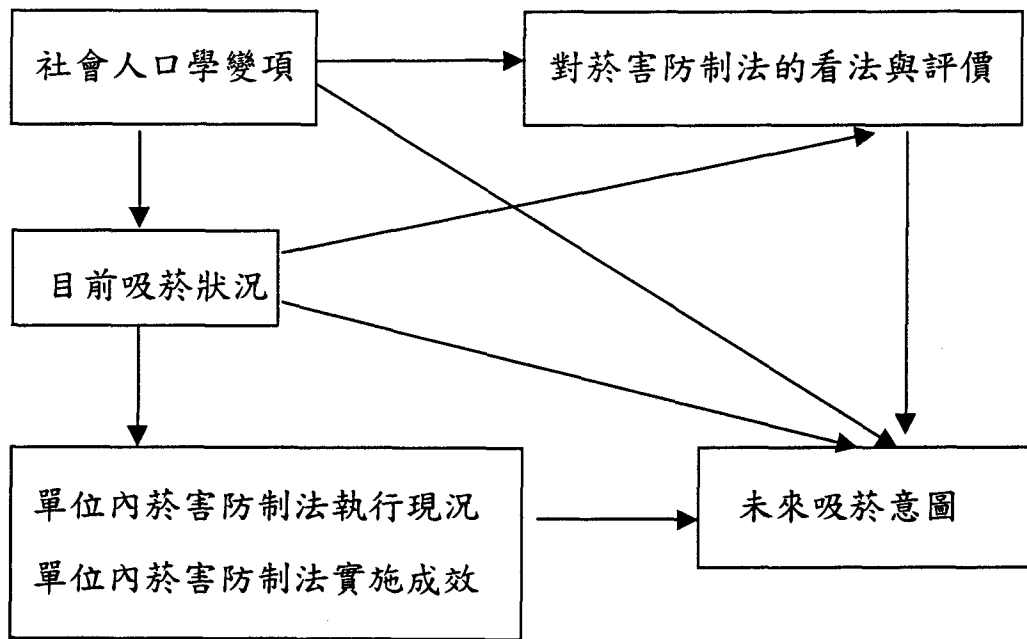 社會人口學變項
對菸害防制法的看法與評價
目前吸菸狀況
單位內菸害防制法執行現況
單位內菸害防制法實施成效
未來吸菸意圖